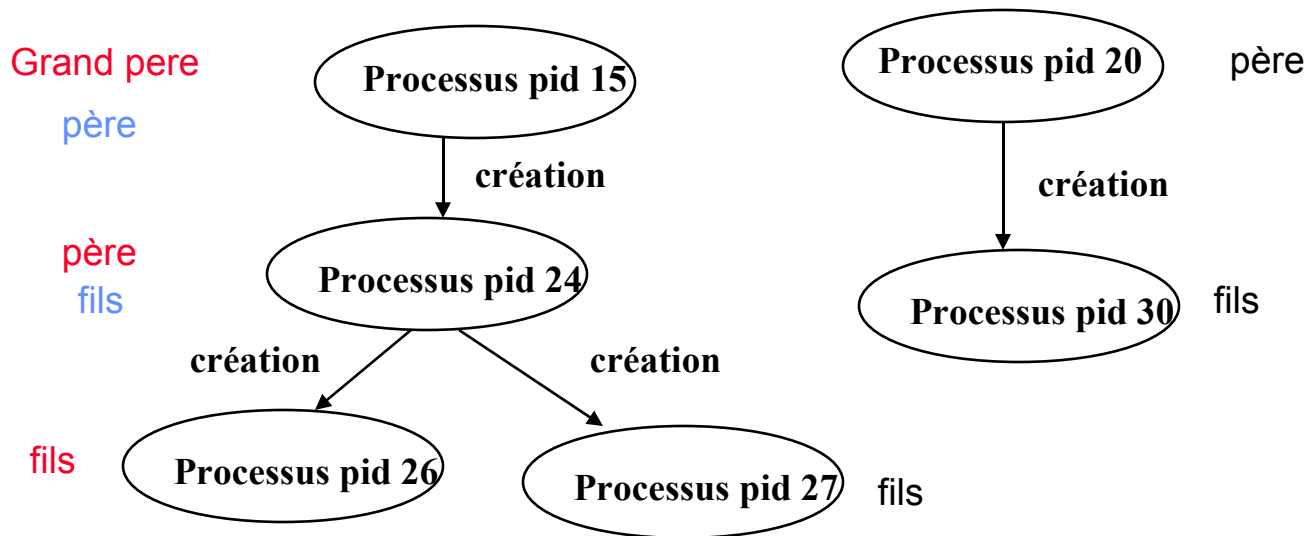 Grand pere
père
Processus pid 15
Processus pid 20
père
création
création
père
fils
Processus pid 24
Processus pid 30
fils
création
création
fils
Processus pid 26
Processus pid 27
fils